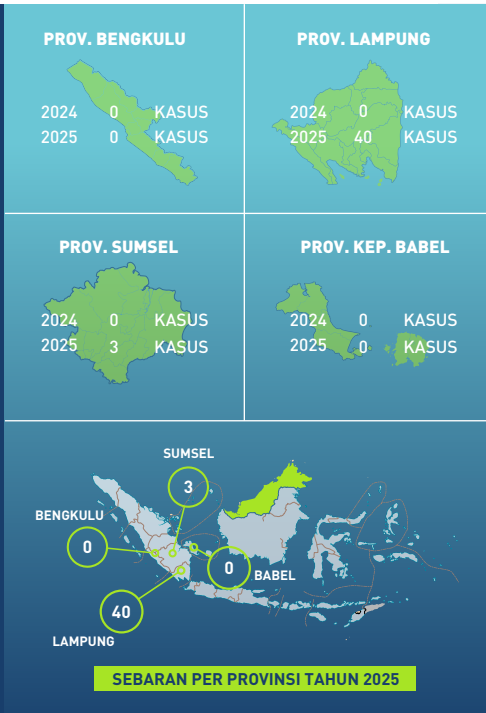 PROV. BENGKULU
2024 0 KASUS
2025 0 KASUS
PROV. LAMPUNG
2024 0 KASUS
2025 40 KASUS
PROV. SUMSEL
2024 0 KASUS
2025 3 KASUS
PROV. KEP. BABEL
2024 0 KASUS
2025 0 KASUS
SUMSEL
3
BENGKULU
0
0
BABEL
40
LAMPUNG
SEBARAN PER PROVINSI TAHUN 2025